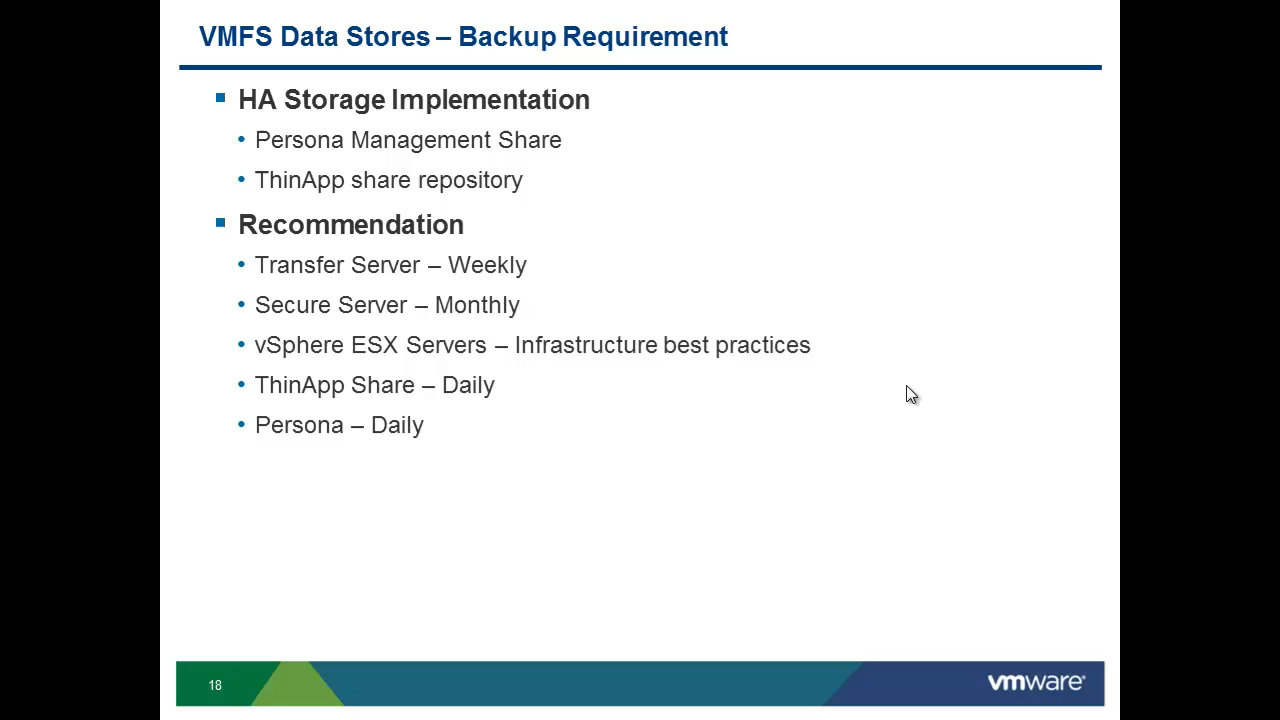 VMFS Data Stores – Backup Requirement
HA Storage Implementation
Persona Management Share
ThinApp share repository
Recommendation
Transfer Server – Weekly
Secure Server – Monthly
vSphere ESX Servers – Infrastructure best practices
ThinApp Share – Daily
Persona – Daily
18
vmware®